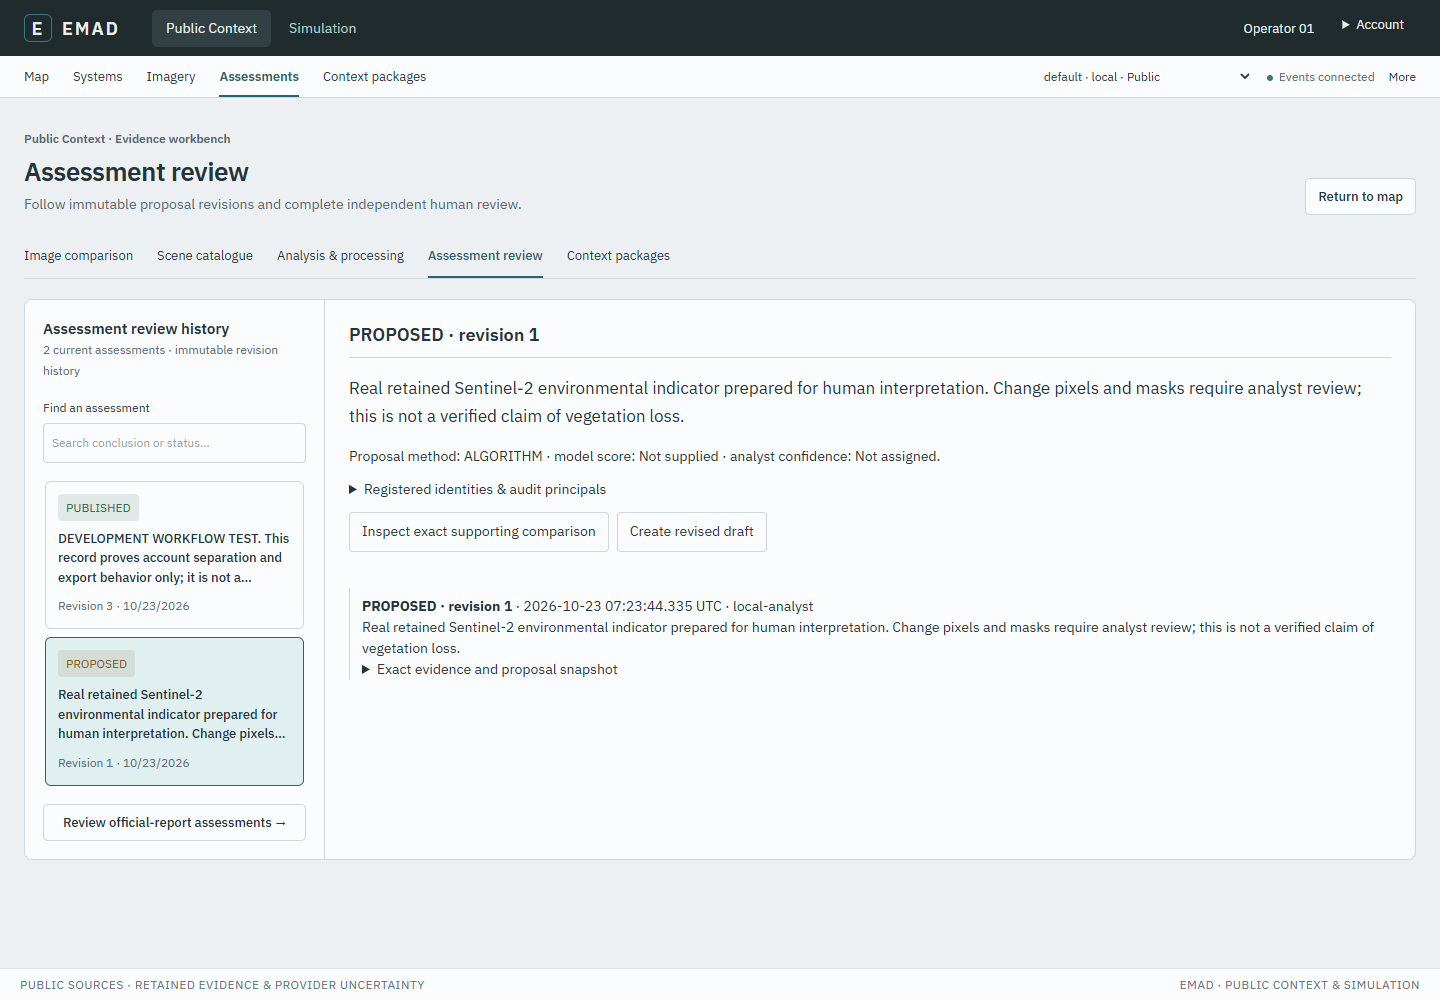 E EMAD Public Context Simulation Operator 01 ▶ Account
Map Systems Imagery Assessments Context packages default · local · Public Events connected More
Public Context · Evidence workbench
Assessment review
Follow immutable proposal revisions and complete independent human review.
Return to map
Image comparison Scene catalogue Analysis & processing Assessment review Context packages
Assessment review history
2 current assessments · immutable revision
history
Find an assessment
Search conclusion or status...
PUBLISHED
DEVELOPMENT WORKFLOW TEST. This
record proves account separation and
export behavior only; it is not a...
Revision 3 · 10/23/2026
PROPOSED
Real retained Sentinel-2
environmental indicator prepared for
human interpretation. Change pixels...
Revision 1 · 10/23/2026
Review official-report assessments →
PROPOSED · revision 1
Real retained Sentinel-2 environmental indicator prepared for human interpretation. Change pixels and masks require analyst review;
this is not a verified claim of vegetation loss.
Proposal method: ALGORITHM · model score: Not supplied · analyst confidence: Not assigned.
▶ Registered identities & audit principals
Inspect exact supporting comparison Create revised draft
PROPOSED · revision 1 · 2026-10-23 07:23:44.335 UTC · local-analyst
Real retained Sentinel-2 environmental indicator prepared for human interpretation. Change pixels and masks require analyst review; this is not a verified claim of
vegetation loss.
▶ Exact evidence and proposal snapshot
PUBLIC SOURCES · RETAINED EVIDENCE & PROVIDER UNCERTAINTY EMAD · PUBLIC CONTEXT & SIMULATION